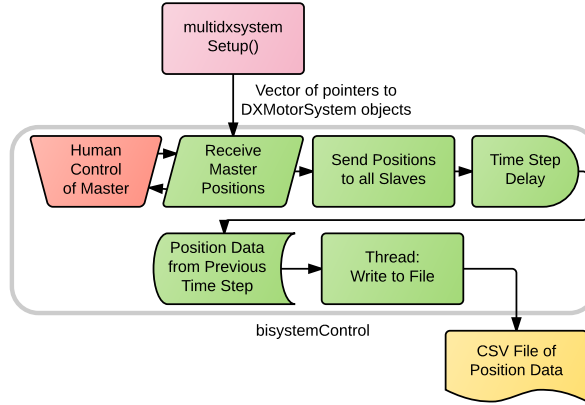 multidxsystem
Setup()
Vector of pointers to
DXMotorSystem objects
Human
Control
of Master
Receive
Master
Positions
Send Positions
to all Slaves
Time Step
Delay
Position Data
from Previous
Time Step
Thread:
Write to File
bisystemControl
CSV File of
Position Data